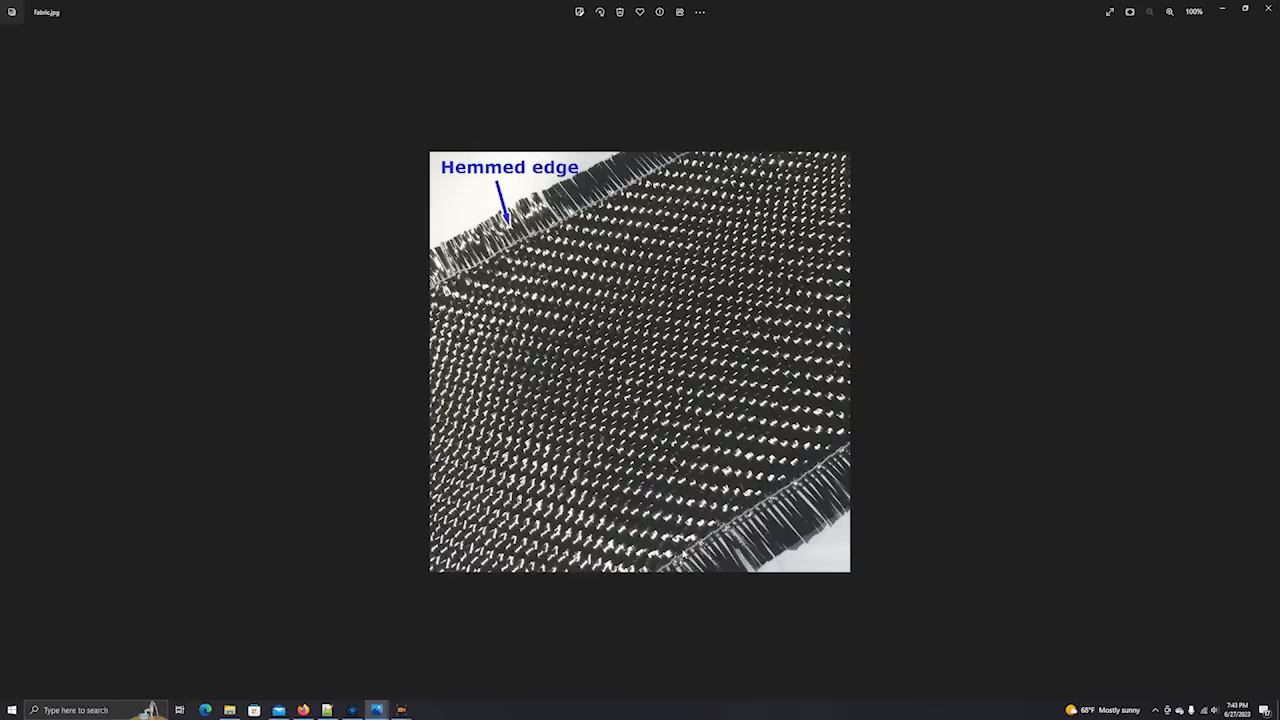 Fabric.jpg
100%
Hemmed edge
Type here to search
68°F Mostly sunny
7:43 PM
6/27/2023